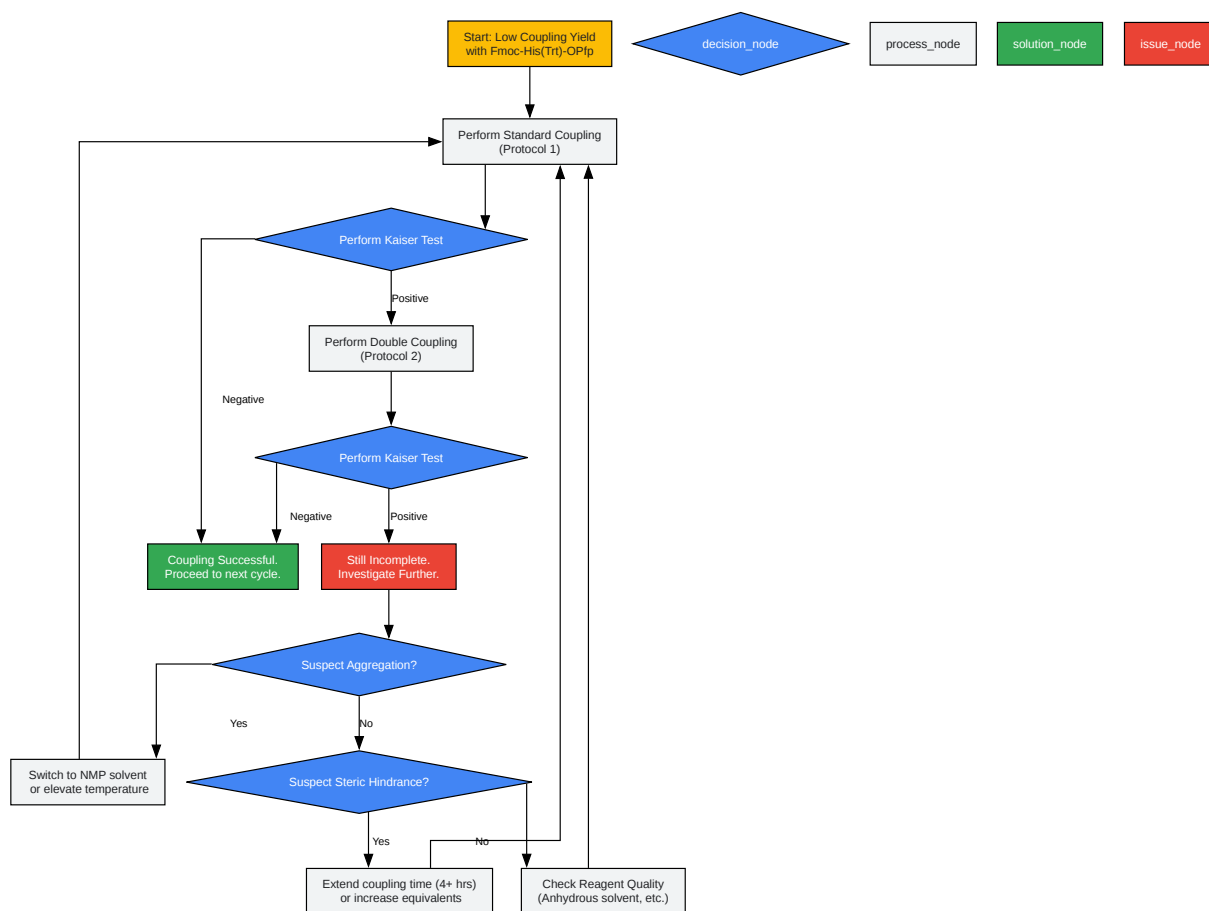 Start: Low Coupling Yield
with Fmoc-His(Trt)-OPfp
decision_node
process_node
solution_node
issue_node
Perform Standard Coupling
(Protocol 1)
Perform Kaiser Test
Positive
Perform Double Coupling
(Protocol 2)
Negative
Perform Kaiser Test
Negative
Positive
Coupling Successful.
Proceed to next cycle.
Still Incomplete.
Investigate Further.
Suspect Aggregation?
Yes
No
Switch to NMP solvent
or elevate temperature
Suspect Steric Hindrance?
Yes
No
Extend coupling time (4+ hrs)
or increase equivalents
Check Reagent Quality
(Anhydrous solvent, etc.)